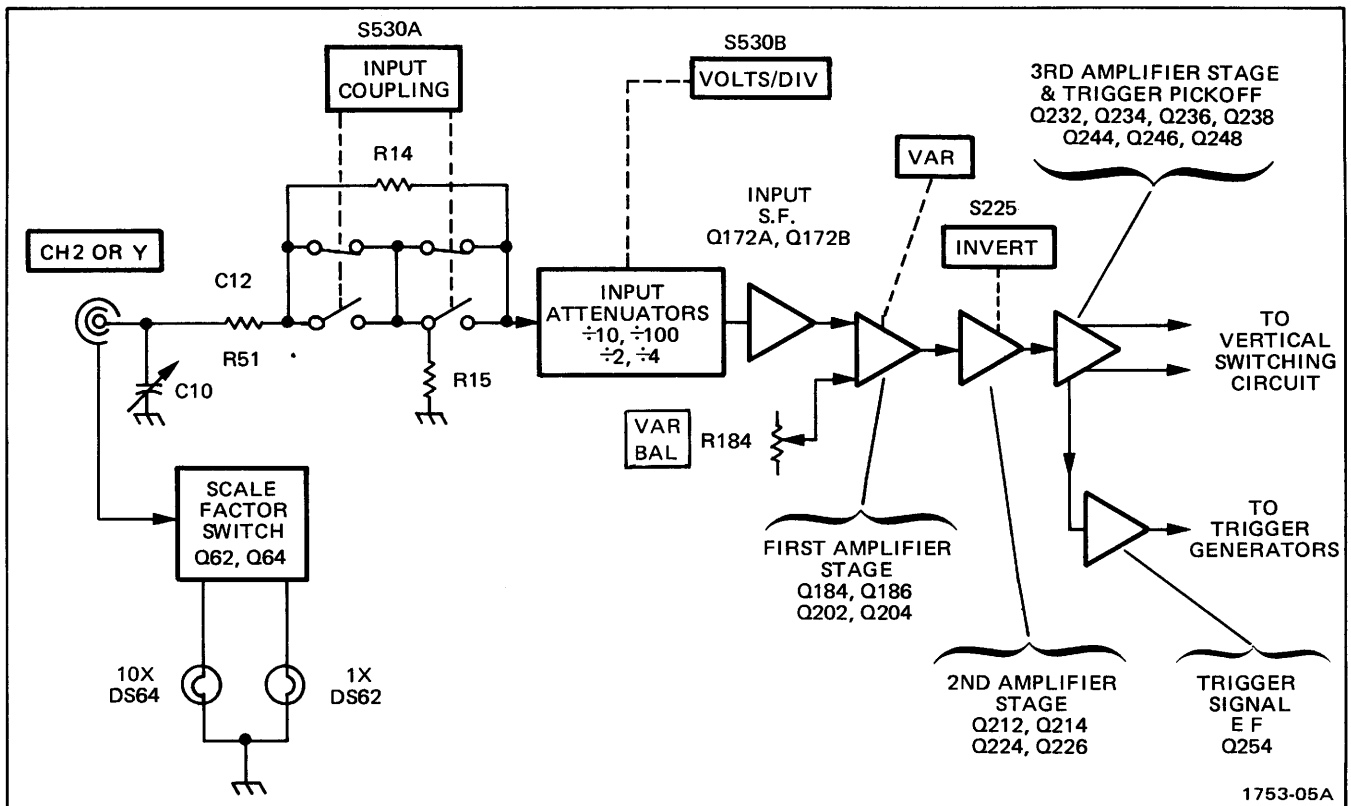 S530A
INPUT
COUPLING
S530B
VOLTS/DIV
3RD AMPLIFIER STAGE
& TRIGGER PICKOFF
Q232, Q234, Q236, Q238
Q244, Q246, Q248
R14
VAR
INPUT
S.F.
Q172A, Q172B
S225
INVERT
CH2 OR Y
C12
R51
C10
R15
INPUT
ATTENUATORS
÷10, ÷100
÷2, ÷4
TO
VERTICAL
SWITCHING
CIRCUIT
VAR
BAL
R184
SCALE
FACTOR
SWITCH
Q62, Q64
FIRST AMPLIFIER
STAGE
Q184, Q186
Q202, Q204
TO
TRIGGER
GENERATORS
10X
DS64
1X
DS62
2ND AMPLIFIER
STAGE
Q212, Q214
Q224, Q226
TRIGGER
SIGNAL
E F
Q254
1753-05A